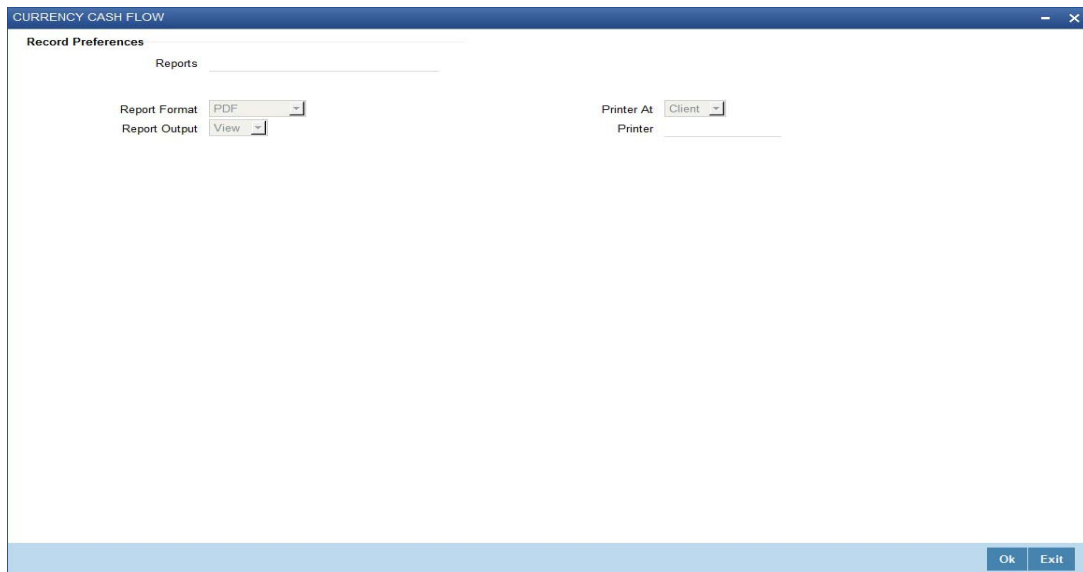 CURRENCY CASH FLOW
Record Preferences
Reports
Report Format PDF
Printer At Client
Report Output View
Printer
Ok Exit